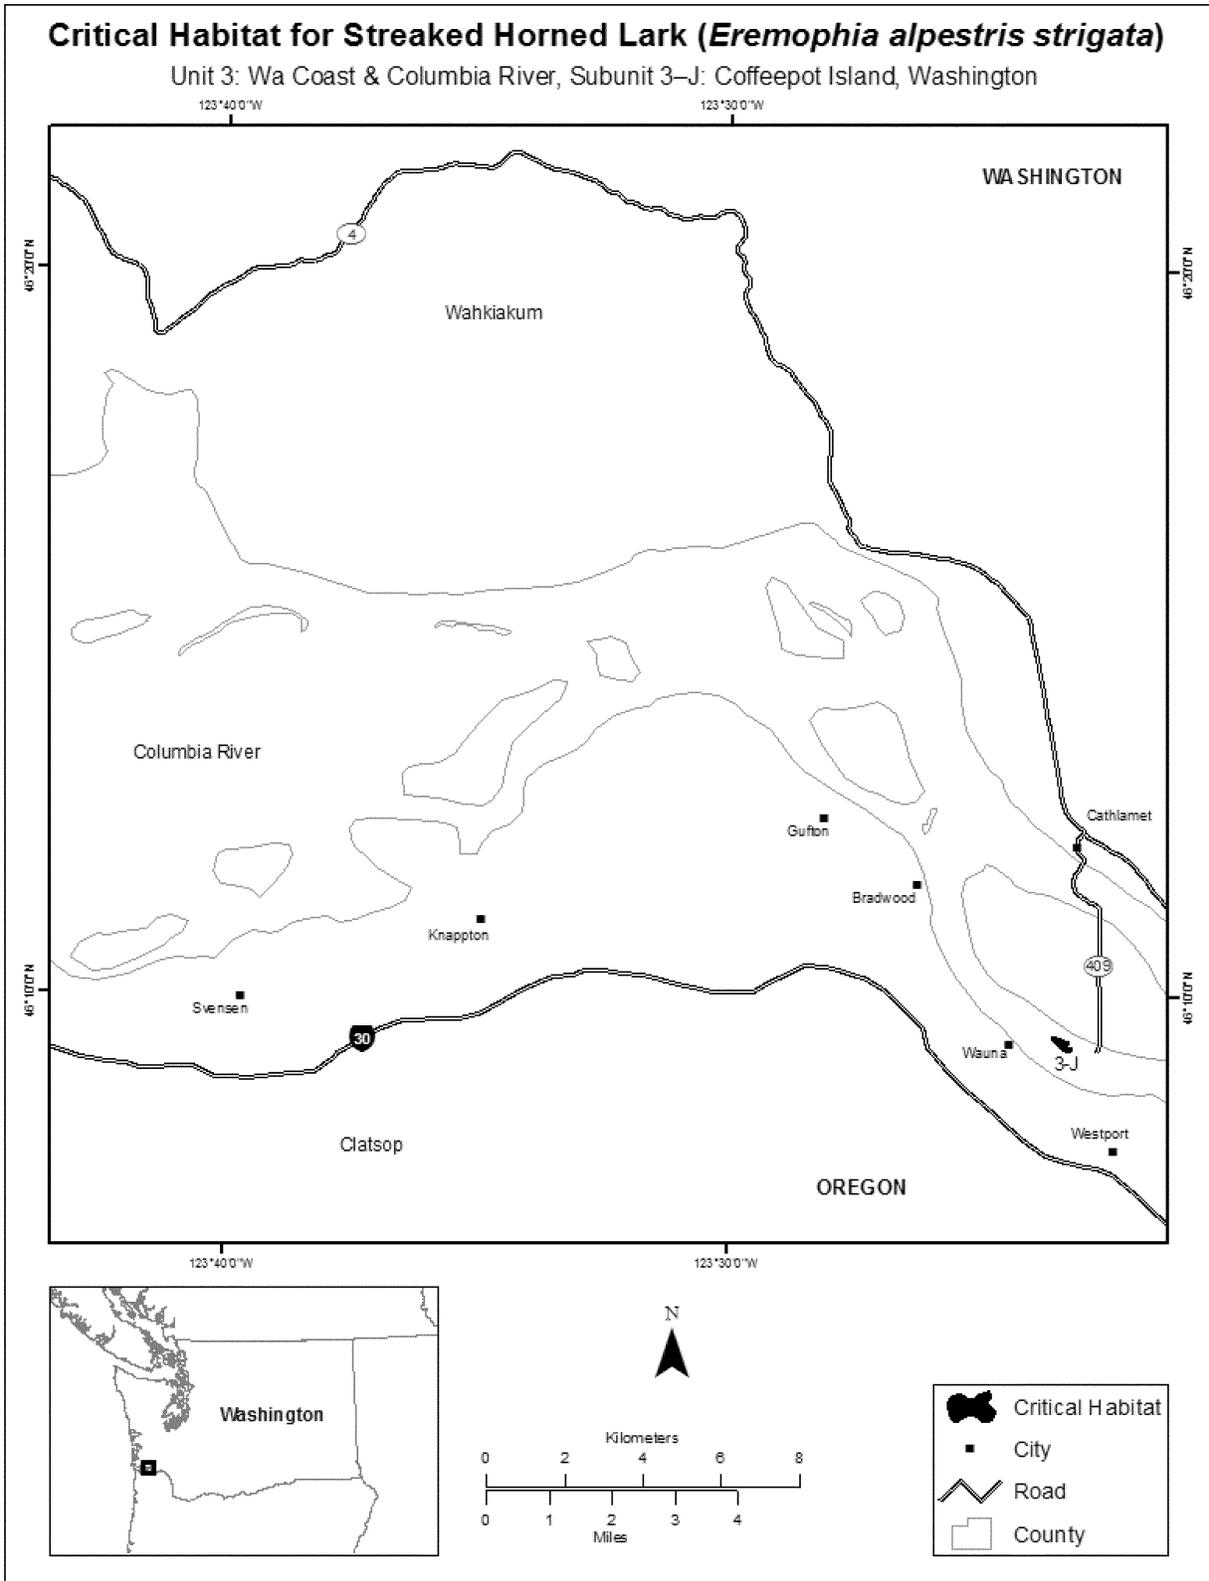 Critical Habitat for Streaked Horned Lark (Eremophia alpestris strigata)
Unit 3: Wa Coast & Columbia River, Subunit 3–J: Coffeepot Island, Washington
123°40'0"W
123°30'0"W
WASHINGTON
4
46°20'0"N
46°20'0"N
Wahkiakum
Columbia River
Cathlamet
Gufton
Bradwood
Knappton
409
46°10'0"N
46°10'0"N
Svensen
30
Wauna
3-J
Westport
Clatsop
OREGON
123°40'0"W
123°30'0"W
N
Washington
Kilometers
0 2 4 6 8
0 1 2 3 4
Miles
Critical Habitat
City
Road
County